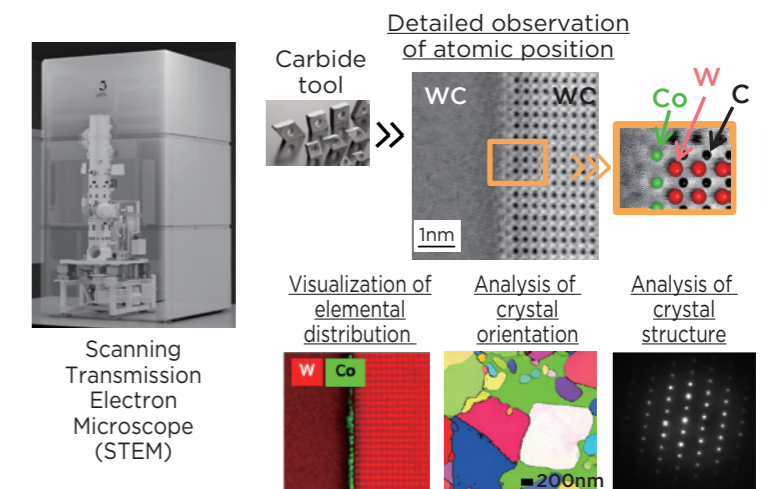 Detailed observation
of atomic position
Carbide
tool
WC
WC
W
Co
C
1nm
Scanning
Transmission
Electron
Microscope
(STEM)
Visualization of
elemental
distribution
Analysis of
crystal
orientation
Analysis of
crystal
structure
W
Co
200nm